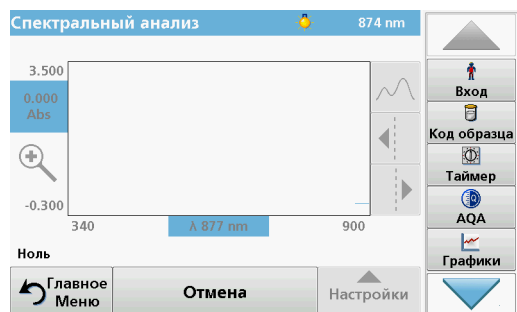 Спектральный анализ 874 nm
3.500
0.000
Abs
-0.300
340 λ 877 nm 900
Ноль
Главное
Меню
Отмена
Настройки
Вход
Код образца
Таймер
AQA
Графики